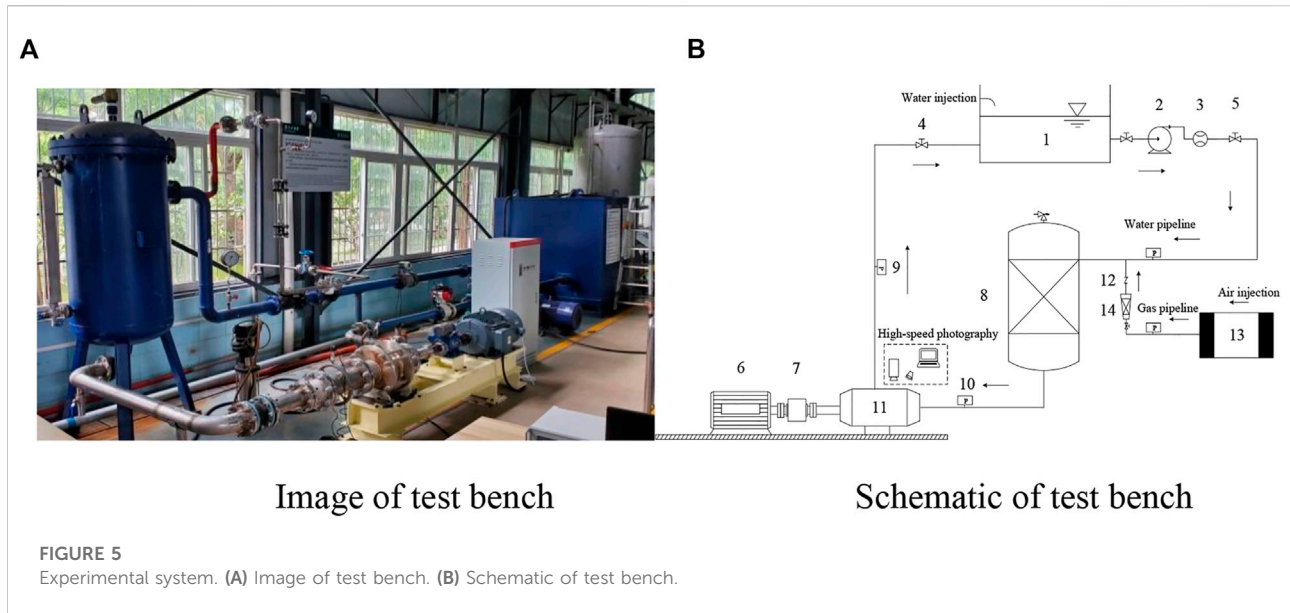 A
B
Water injection
4
1
2
3
5
Water pipeline
9
8
12
14
Gas pipeline
Air injection
13
High-speed photography
6
7
10
11
P
P
P
P
Image of test bench
Schematic of test bench
FIGURE 5
Experimental system. (A) Image of test bench. (B) Schematic of test bench.